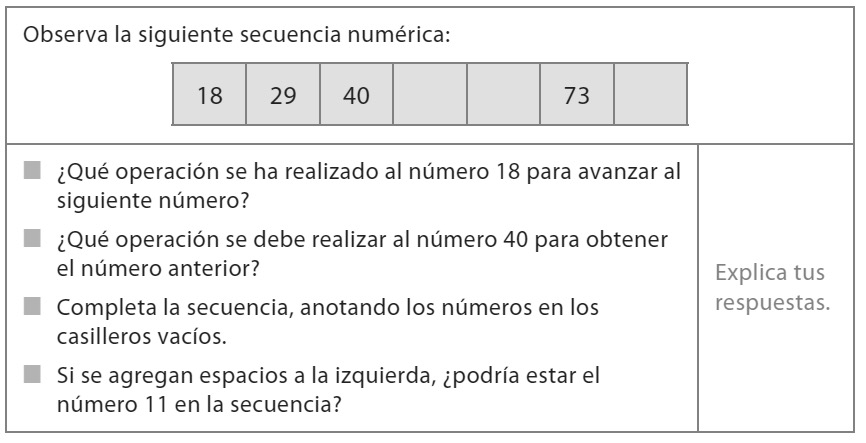 Observa la siguiente secuencia numérica:
18 29 40 73
¿Qué operación se ha realizado al número 18 para avanzar al
siguiente número?
¿Qué operación se debe realizar al número 40 para obtener
el número anterior?
Completa la secuencia, anotando los números en los
casilleros vacíos.
Si se agregan espacios a la izquierda, ¿podría estar el
número 11 en la secuencia?
Explica tus
respuestas.